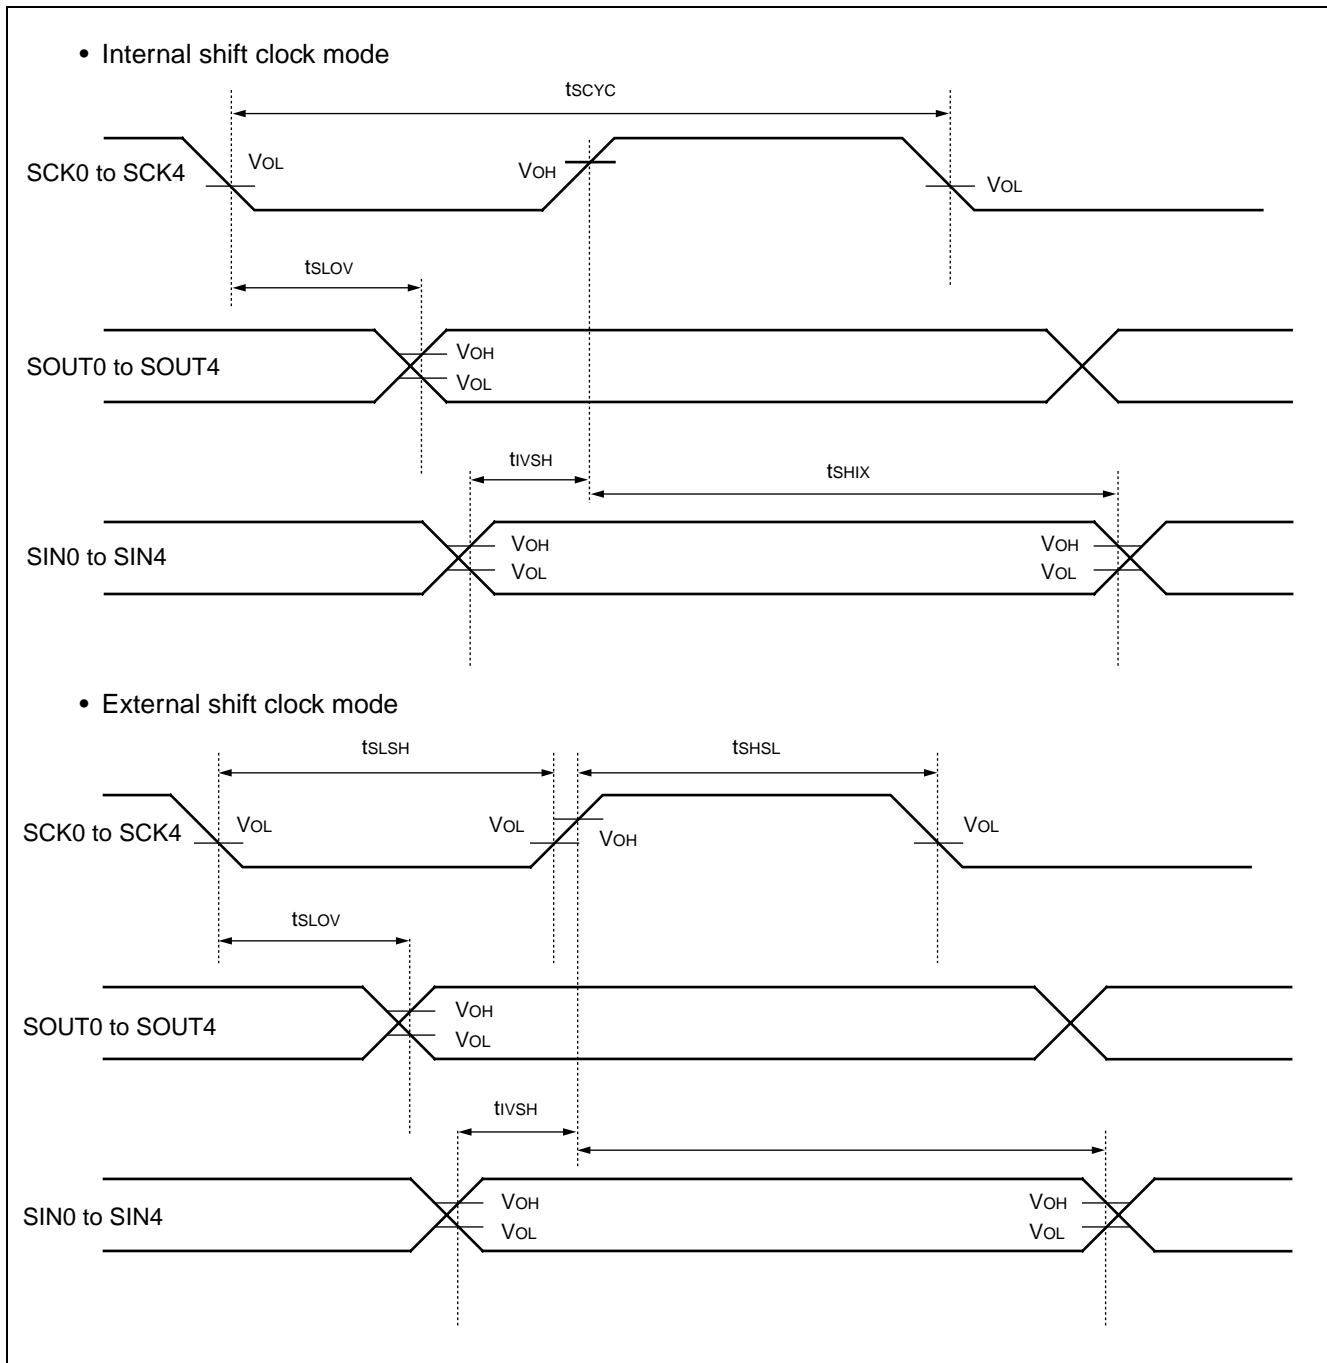 • Internal shift clock mode
tSCYC
SCK0 to SCK4
VOL
VOH
VOL
tSLOV
SOUT0 to SOUT4
VOH
VOL
tIVSH
tSHIX
SIN0 to SIN4
VOH
VOL
VOH
VOL
• External shift clock mode
tSLSH
tSHSL
SCK0 to SCK4
VOL
VOL
VOH
VOL
tSLOV
SOUT0 to SOUT4
VOH
VOL
tIVSH
SIN0 to SIN4
VOH
VOL
VOH
VOL